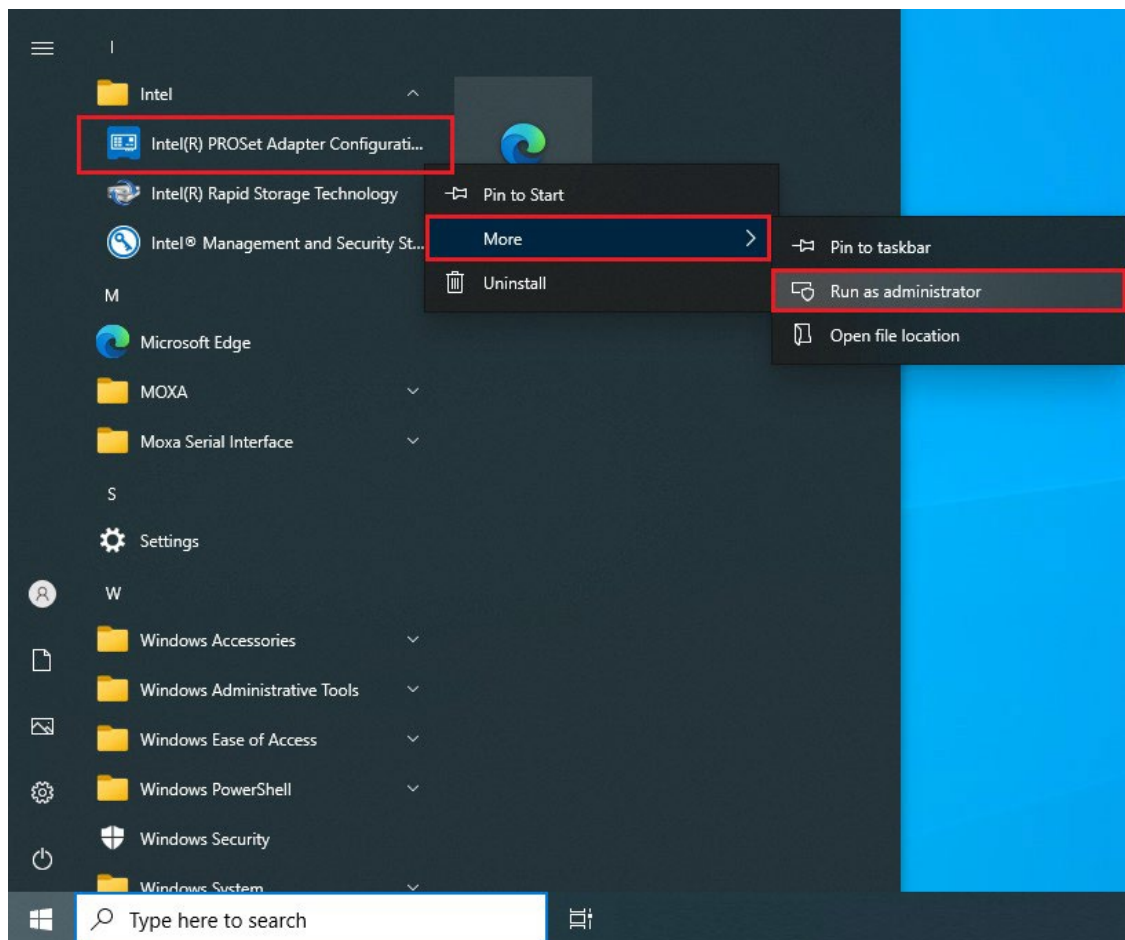 I
Intel
Intel(R) PROSet Adapter Configurati...
Intel(R) Rapid Storage Technology
Intel® Management and Security St...
Pin to Start
More
Uninstall
Pin to taskbar
Run as administrator
Open file location
M
Microsoft Edge
MOXA
Moxa Serial Interface
S
Settings
W
Windows Accessories
Windows Administrative Tools
Windows Ease of Access
Windows PowerShell
Windows Security
Windows System
Type here to search